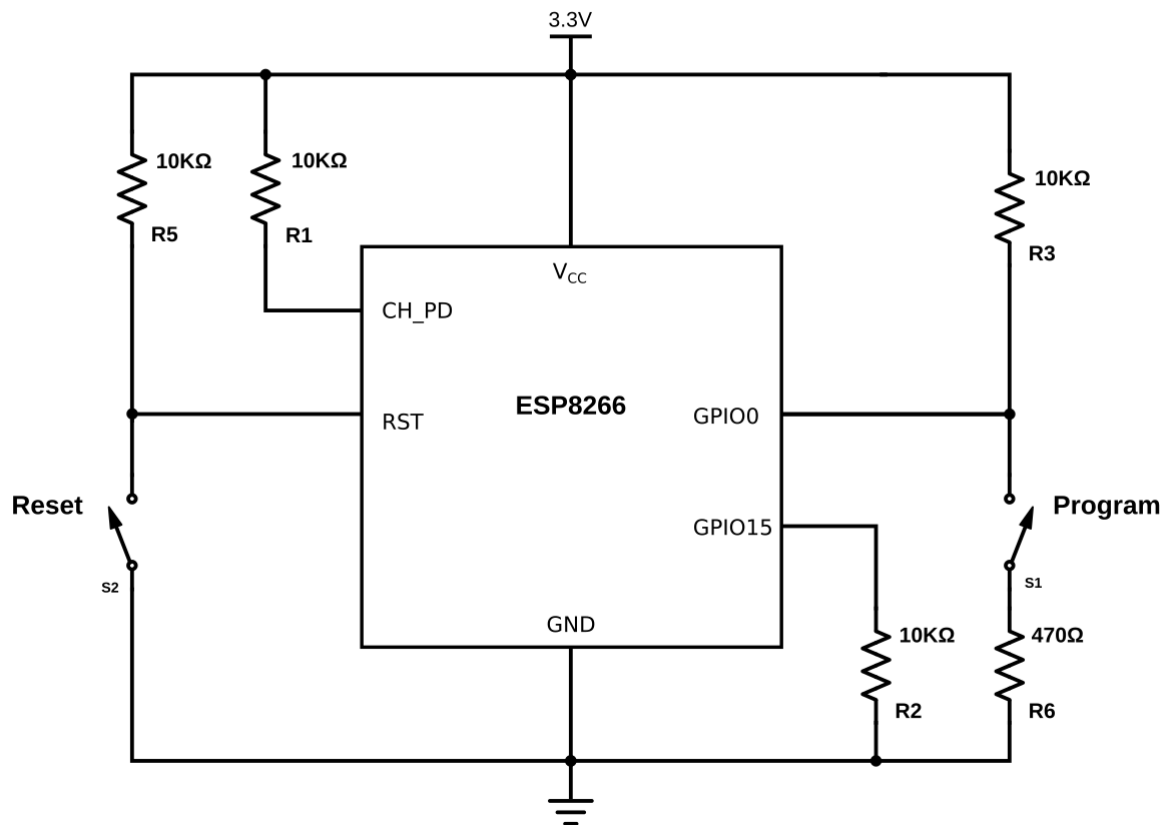 3.3V
10KΩ
10KΩ
10KΩ
R5
R1
R3
VCC
CH_PD
ESP8266
RST
GPIO0
Reset
Program
GPIO15
S2
S1
GND
10KΩ
470Ω
R2
R6